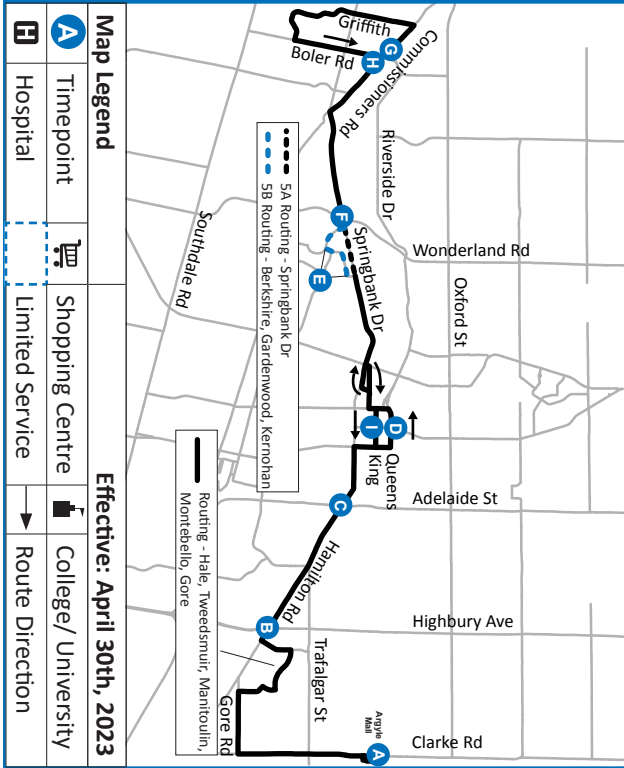 Griffith
Boler Rd
Commissioners Rd
G
H
Riverside Dr
Wonderland Rd
Oxford St
F
Springbank Dr
E
Southdale Rd
5A Routing - Springbank Dr
5B Routing - Berkshire, Gardenwood, Kernohan
D
I
Queens
King
Adelaide St
C
Hamilton Rd
Highbury Ave
B
Trafalgar St
Gore Rd
Argyle
Mall
A
Clarke Rd
Routing - Hale, Tweedsmuir, Manitoulin,
Montebello, Gore
Map Legend
Effective: April 30th, 2023
A Timepoint
Shopping Centre
College/ University
H Hospital
Limited Service
Route Direction